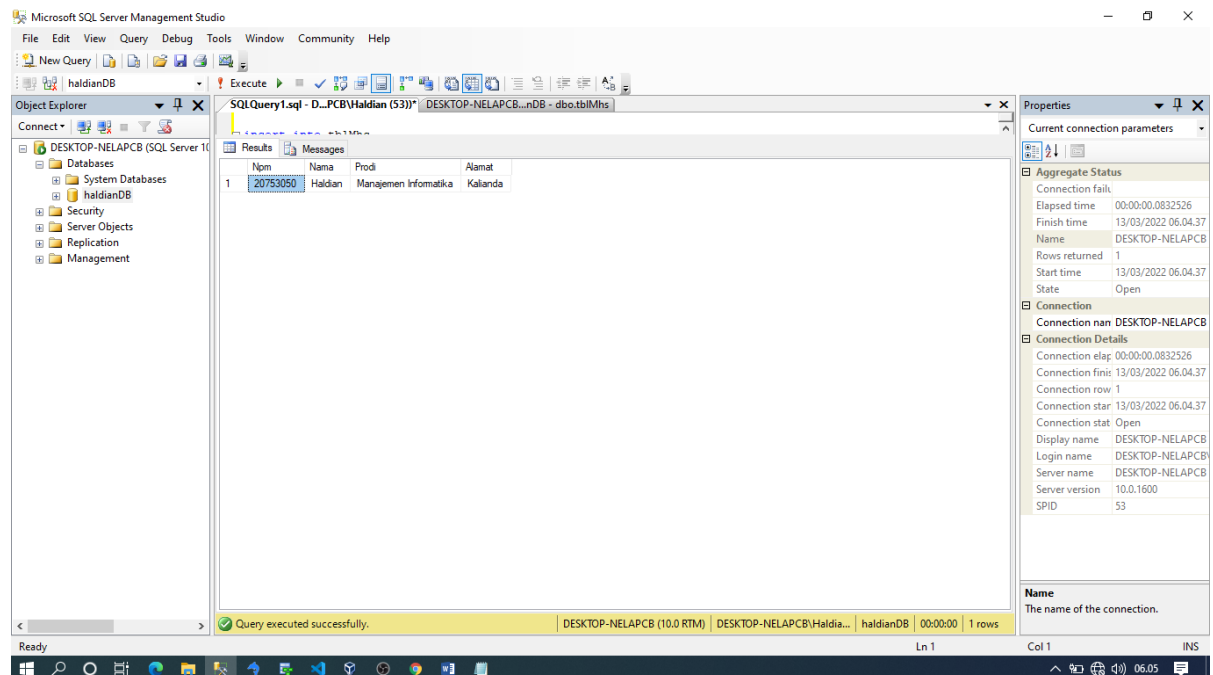 Microsoft SQL Server Management Studio
File Edit View Query Debug Tools Window Community Help
New Query
haldianDB Execute
Object Explorer
Connect
DESKTOP-NELAPCB (SQL Server 10
Databases
System Databases
haldianDB
Security
Server Objects
Replication
Management
SQLQuery1.sql - D...PCB\Haldian (53))* DESKTOP-NELAPCB...nDB - dbo.tblMhs
insert into tblMhs
Results Messages
Npm Nama Prodi Alamat
1 20753050 Haldian Manajemen Informatika Kalianda
Query executed successfully. DESKTOP-NELAPCB (10.0 RTM) DESKTOP-NELAPCB\Haldia... haldianDB 00:00:00 1 rows
Properties
Current connection parameters
Aggregate Status
Connection failu
Elapsed time 00:00:00.0832526
Finish time 13/03/2022 06.04.37
Name DESKTOP-NELAPCB
Rows returned 1
Start time 13/03/2022 06.04.37
State Open
Connection
Connection nam DESKTOP-NELAPCB
Connection Details
Connection elap 00:00:00.0832526
Connection finis 13/03/2022 06.04.37
Connection row 1
Connection star 13/03/2022 06.04.37
Connection stat Open
Display name DESKTOP-NELAPCB
Login name DESKTOP-NELAPCB\
Server name DESKTOP-NELAPCB
Server version 10.0.1600
SPID 53
Name
The name of the connection.
Ready Ln 1 Col 1 INS
06.05